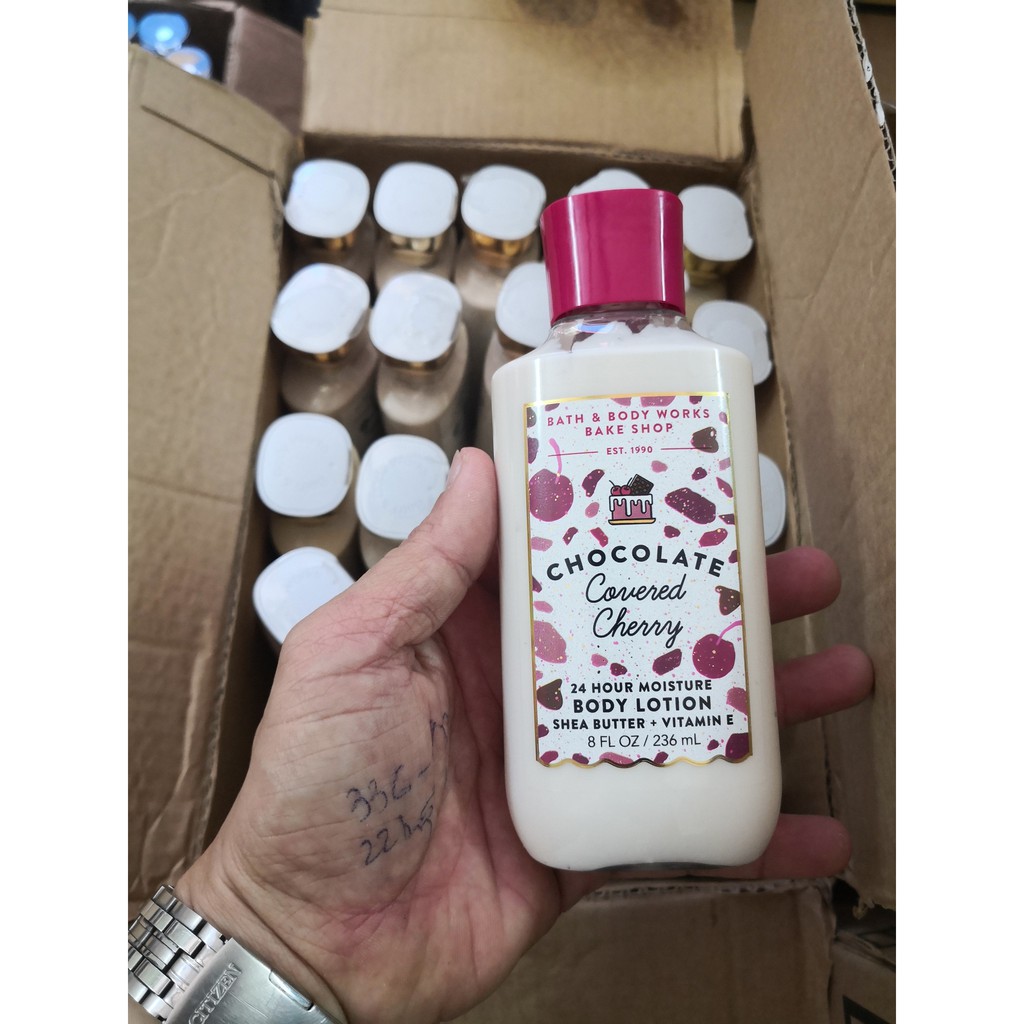 BATH & BODY WORKS
BAKE SHOP
EST. 1990
CHOCOLATE
Covered
Cherry
24 HOUR MOISTURE
BODY LOTION
SHEA BUTTER + VITAMIN E
8 FL OZ / 236 mL
CITIZEN